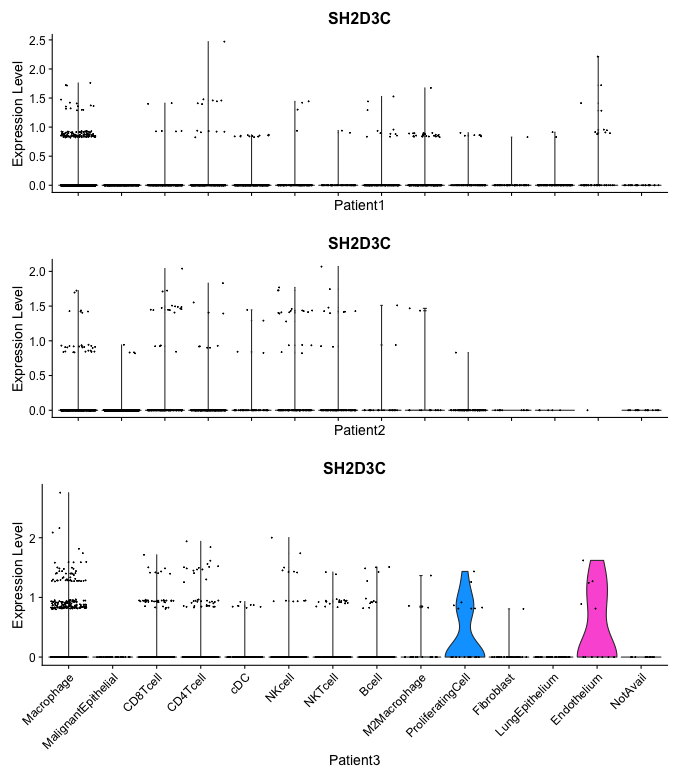 SH2D3C
Expression Level
2.5
2.0
1.5
1.0
0.5
0.0
Patient1
SH2D3C
Expression Level
2.0
1.5
1.0
0.5
0.0
Patient2
SH2D3C
Expression Level
2
1
0
Macrophage
MalignantEpithelial
CD8Tcell
CD4Tcell
cDC
NKcell
NKTcell
Bcell
M2Macrophage
ProliferatingCell
Fibroblast
LungEpithelium
Endothelium
NotAvail
Patient3